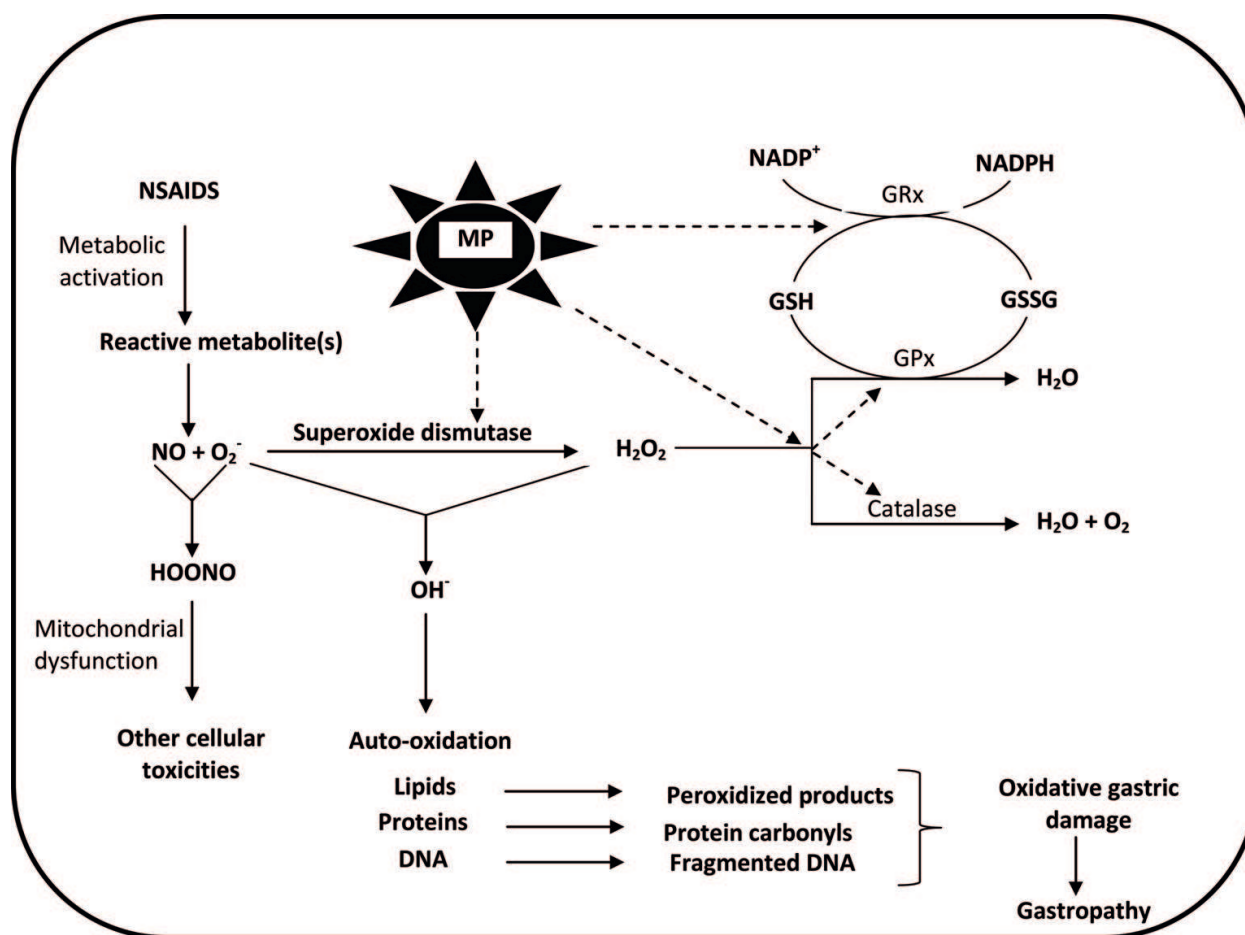 NADP⁺
NADPH
NSAIDS
GRx
MP
Metabolic
activation
GSH
GSSG
Reactive metabolite(s)
GPx
H₂O
Superoxide dismutase
NO + O₂⁻
H₂O₂
Catalase
H₂O + O₂
HOONO
OH⁻
Mitochondrial
dysfunction
Other cellular
toxicities
Auto-oxidation
Lipids
Peroxidized products
Proteins
Protein carbonyls
DNA
Fragmented DNA
Oxidative gastric
damage
Gastropathy